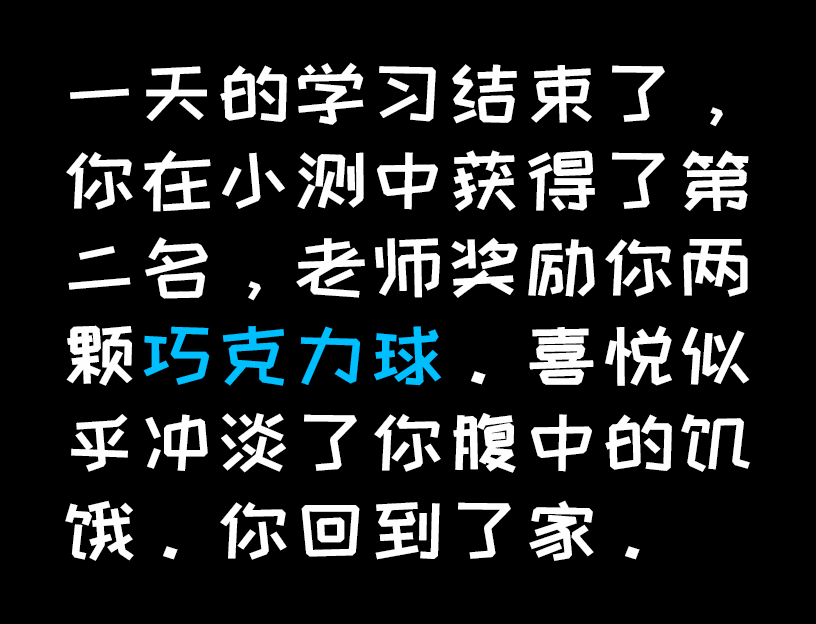 一天的学习结束了，
你在小测中获得了第
二名，老师奖励你两
颗巧克力球．喜悦似
乎冲淡了你腹中的饥
饿．你回到了家．